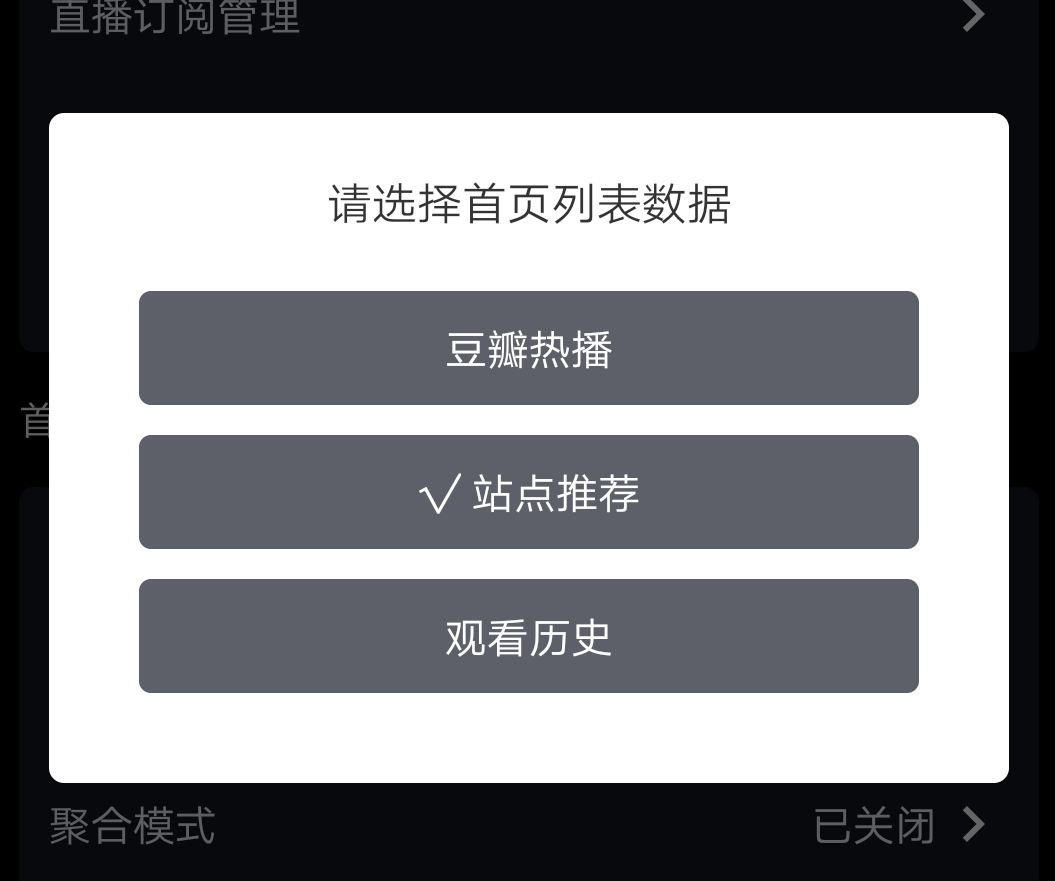 直播订阅管理
请选择首页列表数据
豆瓣热播
首
√ 站点推荐
观看历史
聚合模式 已关闭